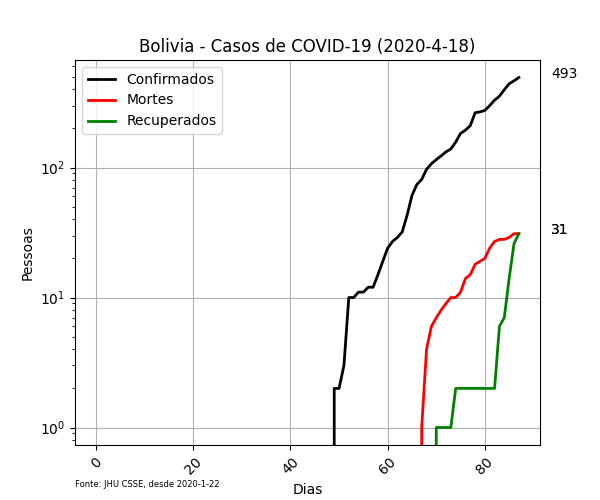 Bolivia - Casos de COVID-19 (2020-4-18)
Confirmados
Mortes
Recuperados
493
31
Pessoas
10²
10¹
10⁰
0
20
40
60
80
Dias
Fonte: JHU CSSE, desde 2020-1-22